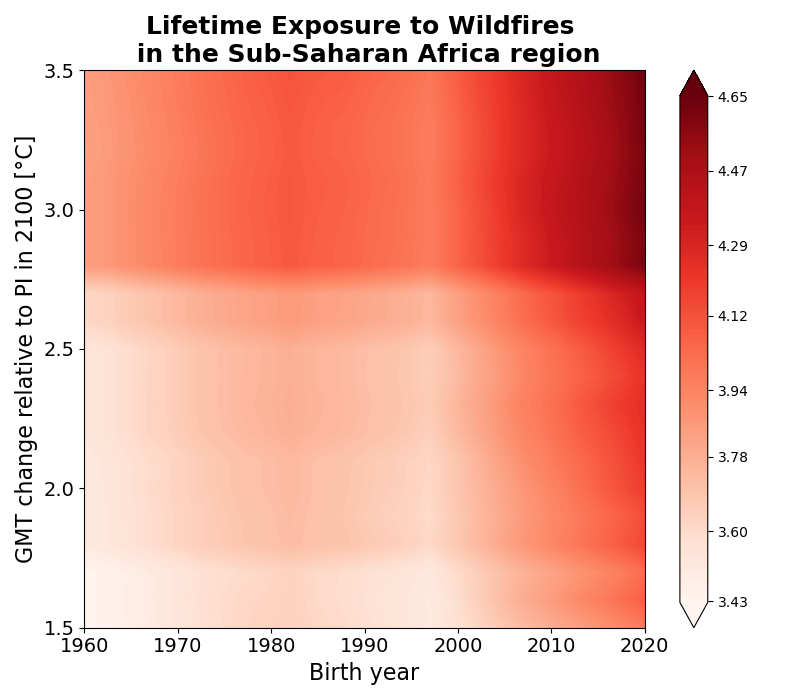 Lifetime Exposure to Wildfires
in the Sub-Saharan Africa region
GMT change relative to PI in 2100 [°C]
3.5
3.0
2.5
2.0
1.5
1960 1970 1980 1990 2000 2010 2020
Birth year
4.65
4.47
4.29
4.12
3.94
3.78
3.60
3.43